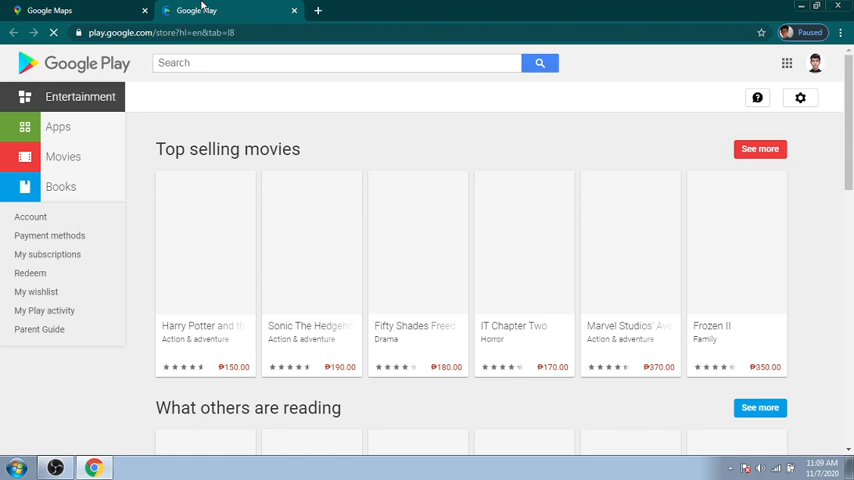 Google Maps
Google Play
play.google.com/store?hl=en&tab=l8
Paused
Google Play
Search
Entertainment
Apps
Movies
Books
Account
Payment methods
My subscriptions
Redeem
My wishlist
My Play activity
Parent Guide
Top selling movies
See more
Harry Potter and th
Action & adventure
₱150.00
Sonic The Hedgeho
Action & adventure
₱190.00
Fifty Shades Freed
Drama
₱180.00
IT Chapter Two
Horror
₱170.00
Marvel Studios' Ave
Action & adventure
₱370.00
Frozen II
Family
₱350.00
What others are reading
See more
11:09 AM
11/7/2020